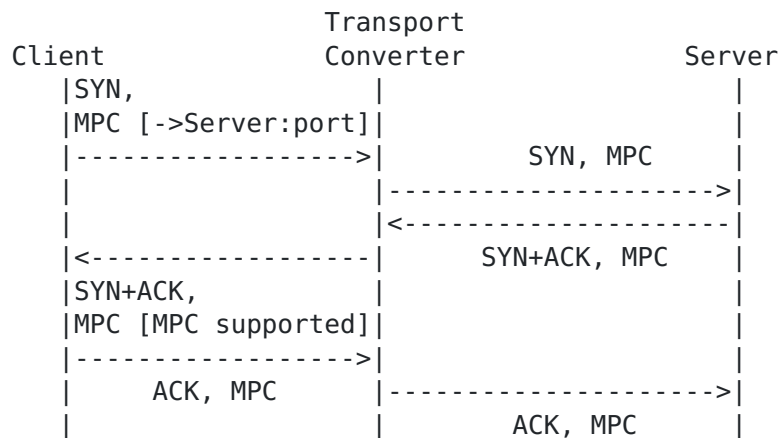 Transport
Client              Converter              Server
   |SYN,               |                      |
   |MPC [->Server:port]|                      |
   |------------------>|         SYN, MPC     |
   |                   |--------------------->|
   |                   |<---------------------|
   |<------------------|      SYN+ACK, MPC    |
   |SYN+ACK,           |                      |
   |MPC [MPC supported]|                      |
   |------------------>|                      |
   |     ACK, MPC      |--------------------->|
   |                   |        ACK, MPC      |